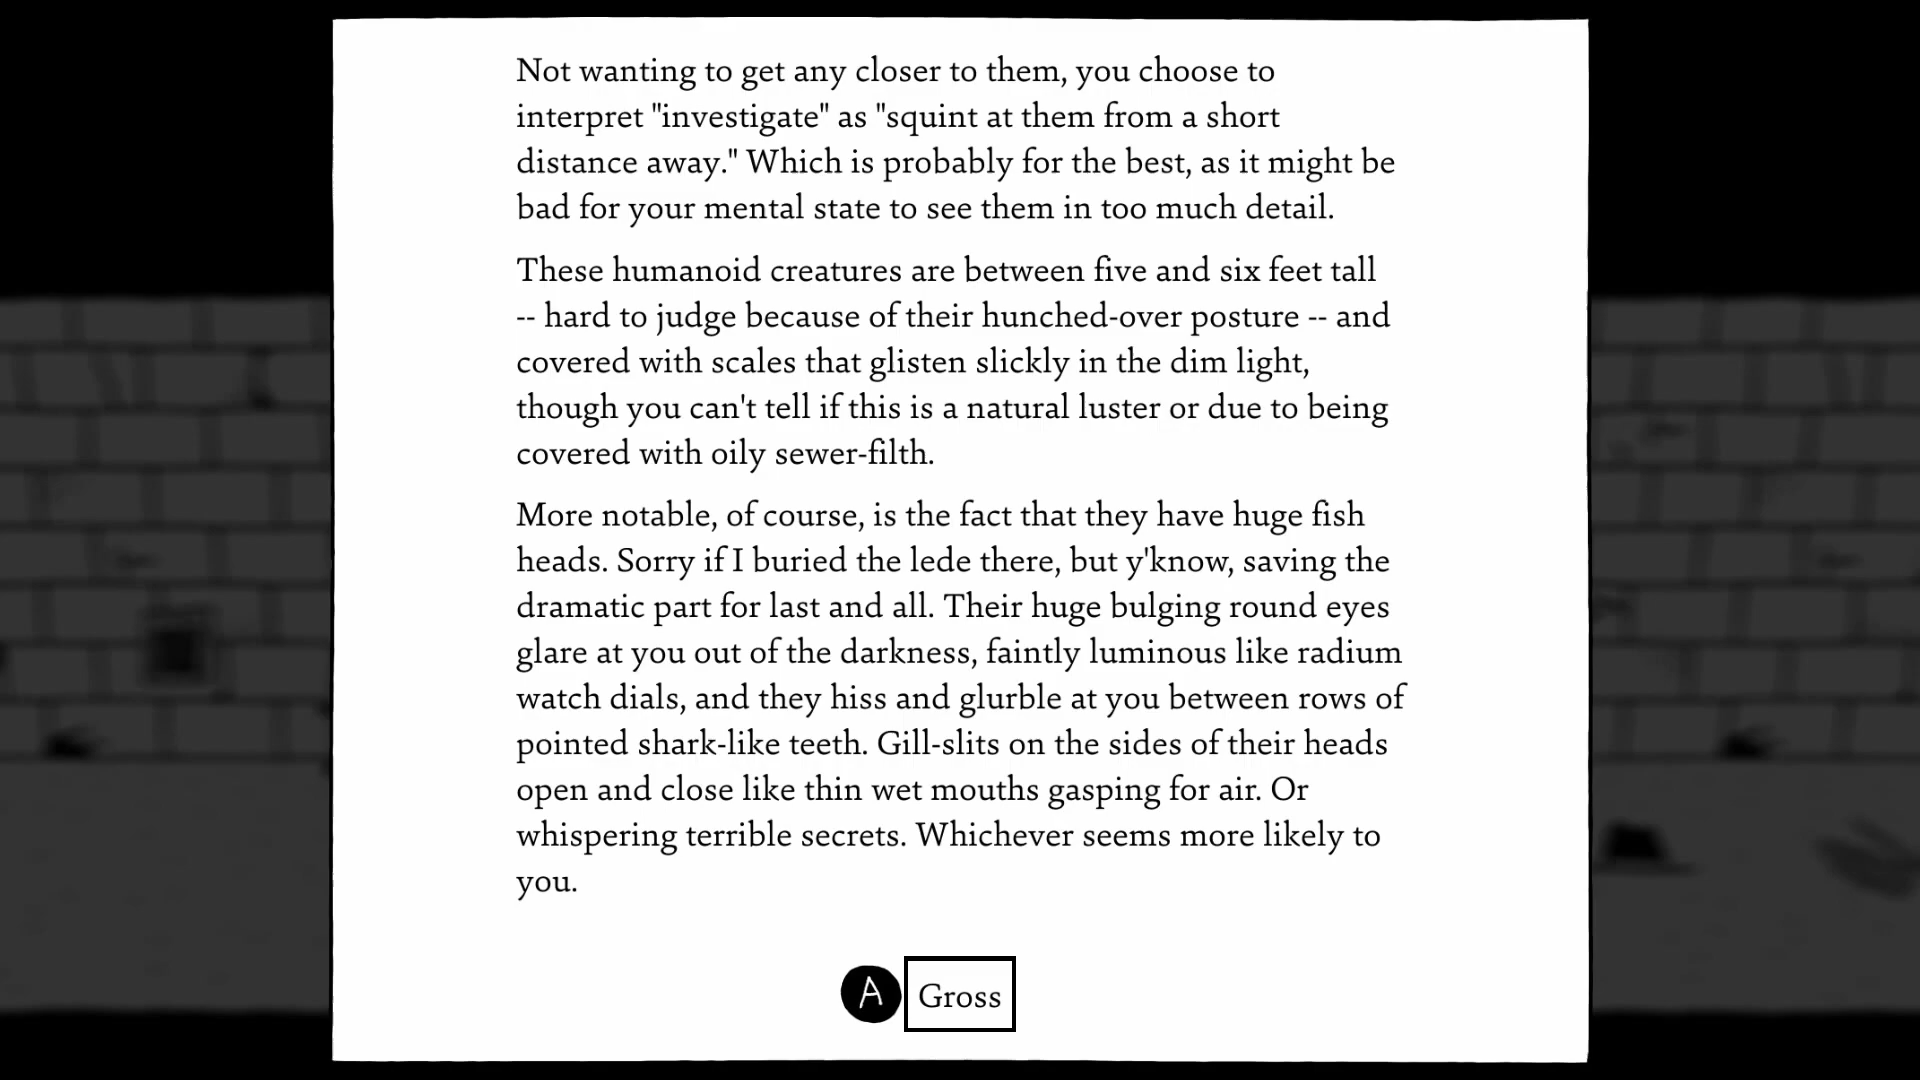 Not wanting to get any closer to them, you choose to
interpret "investigate" as "squint at them from a short
distance away." Which is probably for the best, as it might be
bad for your mental state to see them in too much detail.
These humanoid creatures are between five and six feet tall
-- hard to judge because of their hunched-over posture -- and
covered with scales that glisten slickly in the dim light,
though you can't tell if this is a natural luster or due to being
covered with oily sewer-filth.
More notable, of course, is the fact that they have huge fish
heads. Sorry if I buried the lede there, but y'know, saving the
dramatic part for last and all. Their huge bulging round eyes
glare at you out of the darkness, faintly luminous like radium
watch dials, and they hiss and glurble at you between rows of
pointed shark-like teeth. Gill-slits on the sides of their heads
open and close like thin wet mouths gasping for air. Or
whispering terrible secrets. Whichever seems more likely to
you.
A Gross